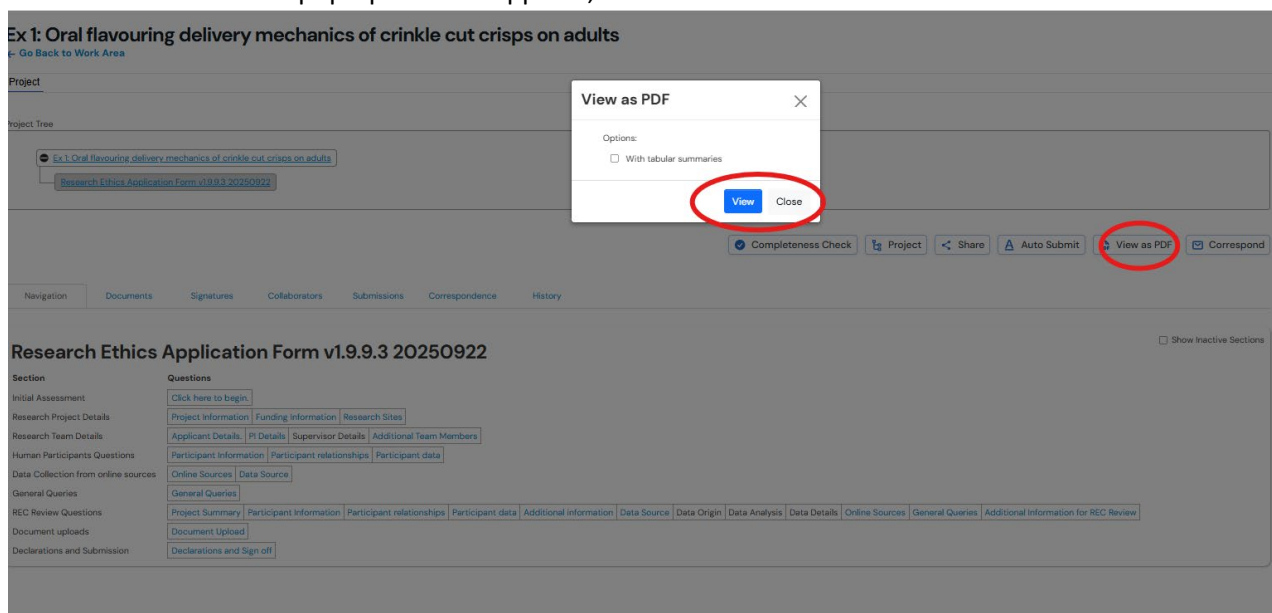 Ex 1: Oral flavouring delivery mechanics of crinkle cut crisps on adults
← Go Back to Work Area
Project
Project Tree
Ex 1: Oral flavouring delivery mechanics of crinkle cut crisps on adults
Research Ethics Application Form v1.9.9.3 20250922
View as PDF
Options:
With tabular summaries
View Close
Completeness Check Project Share Auto Submit View as PDF Correspond
Navigation Documents Signatures Collaborators Submissions Correspondence History
Show Inactive Sections
Research Ethics Application Form v1.9.9.3 20250922
Section Questions
Initial Assessment Click here to begin.
Research Project Details Project Information Funding Information Research Sites
Research Team Details Applicant Details. PI Details Supervisor Details Additional Team Members
Human Participants Questions Participant Information Participant relationships Participant data
Data Collection from online sources Online Sources Data Source
General Queries General Queries
REC Review Questions Project Summary Participant Information Participant relationships Participant data Additional information Data Source Data Origin Data Analysis Data Details Online Sources General Queries Additional Information for REC Review
Document uploads Document Upload
Declarations and Submission Declarations and Sign off